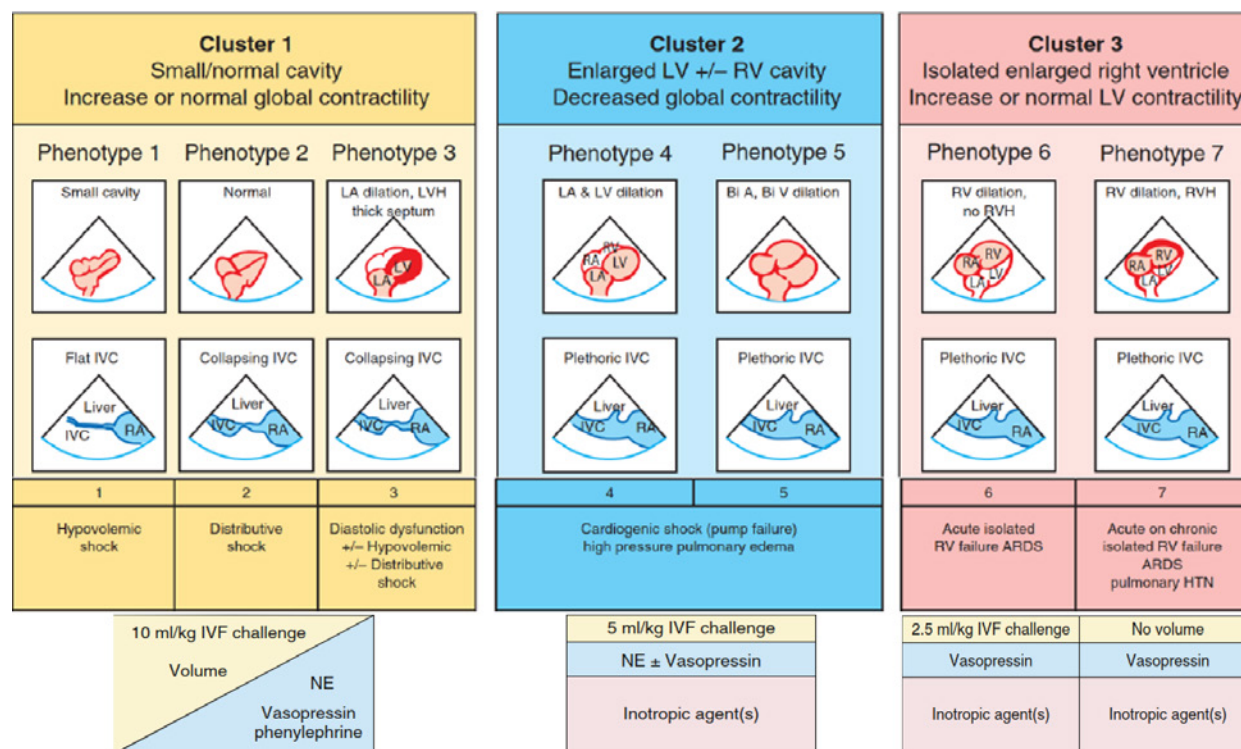 Cluster 1
Small/normal cavity
Increase or normal global contractility
Phenotype 1
Phenotype 2
Phenotype 3
Small cavity
Normal
LA dilation, LVH
thick septum
LV
LA
Flat IVC
Collapsing IVC
Collapsing IVC
Liver
IVC
RA
Liver
IVC
RA
Liver
IVC
RA
1
2
3
Hypovolemic
shock
Distributive
shock
Diastolic dysfunction
+/− Hypovolemic
+/− Distributive
shock
10 ml/kg IVF challenge
Volume
NE
Vasopressin
phenylephrine
Cluster 2
Enlarged LV +/− RV cavity
Decreased global contractility
Phenotype 4
Phenotype 5
LA & LV dilation
Bi A, Bi V dilation
RV
RA
LV
LA
Plethoric IVC
Plethoric IVC
Liver
IVC
RA
Liver
IVC
RA
4
5
Cardiogenic shock (pump failure)
high pressure pulmonary edema
5 ml/kg IVF challenge
NE ± Vasopressin
Inotropic agent(s)
Cluster 3
Isolated enlarged right ventricle
Increase or normal LV contractility
Phenotype 6
Phenotype 7
RV dilation,
no RVH
RV dilation, RVH
RA
RV
LV
LA
RA
RV
LV
LA
Plethoric IVC
Plethoric IVC
Liver
IVC
RA
Liver
IVC
RA
6
7
Acute isolated
RV failure ARDS
Acute on chronic
isolated RV failure
ARDS
pulmonary HTN
2.5 ml/kg IVF challenge
No volume
Vasopressin
Vasopressin
Inotropic agent(s)
Inotropic agent(s)